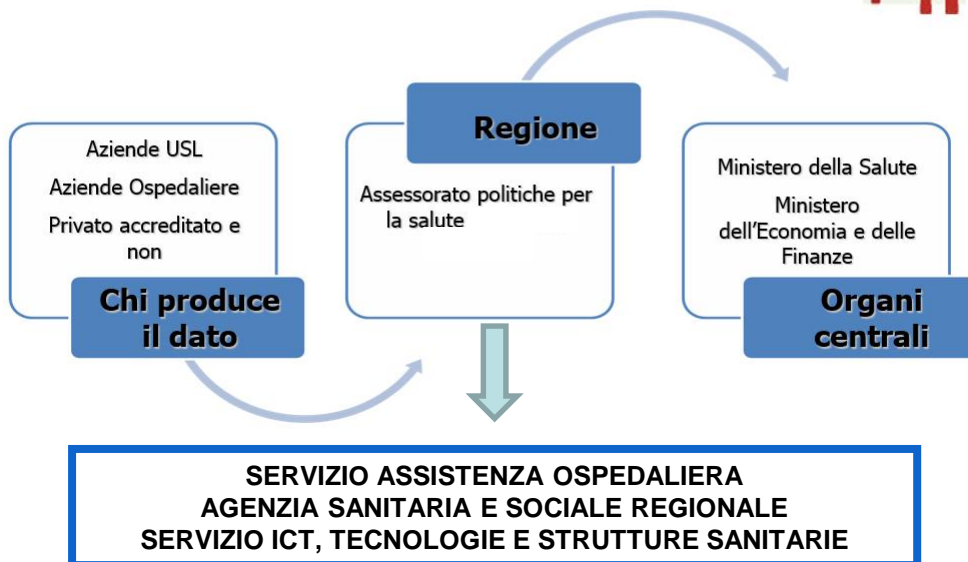 Aziende USL
Aziende Ospedaliere
Privato accreditato e
non
Chi produce
il dato
Regione
Assessorato politiche per
la salute
Ministero della Salute
Ministero
dell'Economia e delle
Finanze
Organi
centrali
SERVIZIO ASSISTENZA OSPEDALIERA
AGENZIA SANITARIA E SOCIALE REGIONALE
SERVIZIO ICT, TECNOLOGIE E STRUTTURE SANITARIE